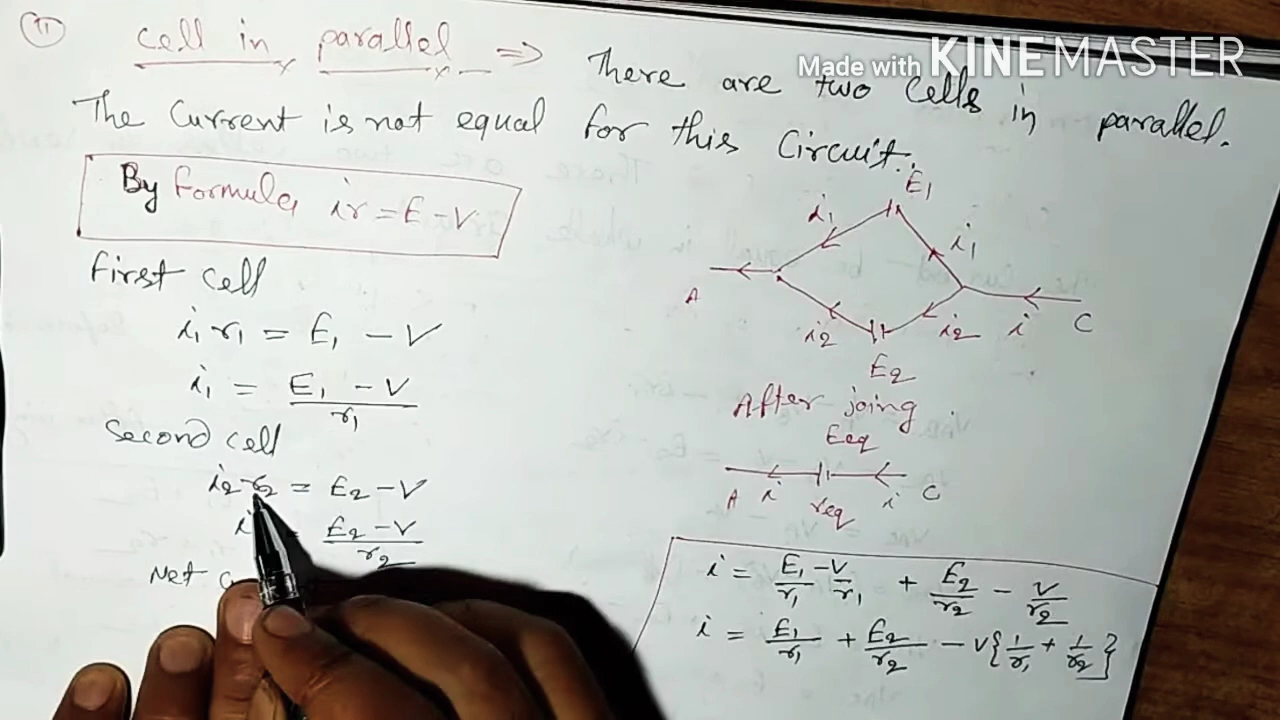 11
Cell in parallel ⇒ There are two cells in parallel.
Made with KINEMASTER
The Current is not equal for this Circuit.
By formula, ir = E - V
first cell
i₁ r₁ = E₁ - V
i₁ = E₁ - V / r₁
Second cell
i₂ r₂ = E₂ - V
i = E₂ - V / r₂
Net
E₁
i₁ i₁
A
i₂ i₂ i C
E₂
After joing
Eeq
A i req i C
i = E₁/r₁ - V/r₁ + E₂/r₂ - V/r₂
i = E₁/r₁ + E₂/r₂ - V{1/r₁ + 1/r₂}